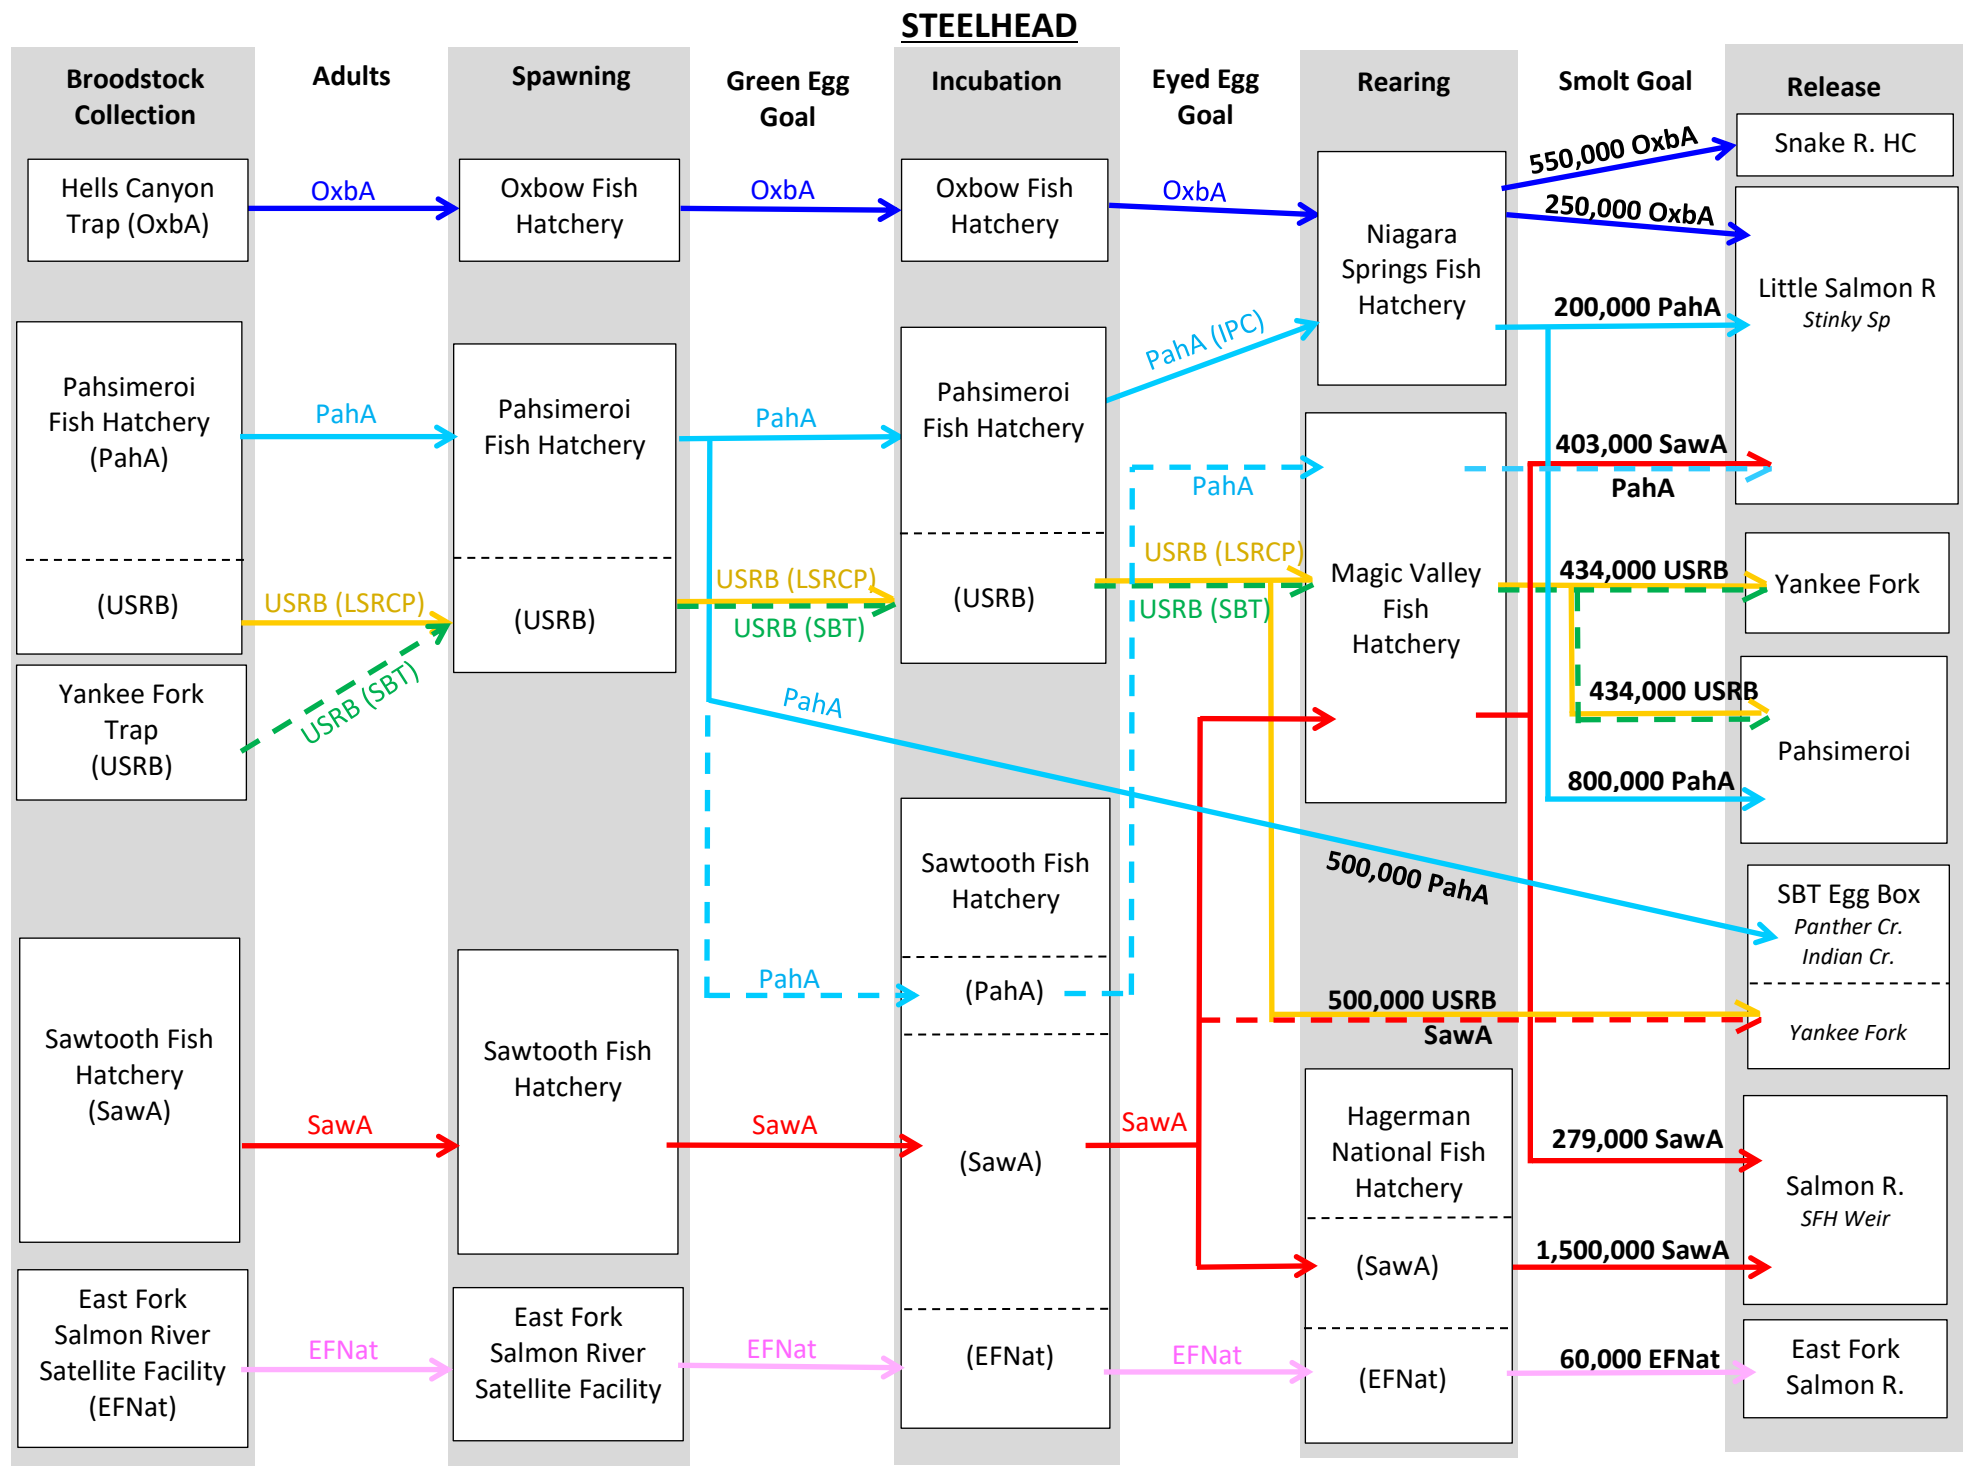 STEELHEAD
Broodstock
Collection
Adults
Spawning
Green Egg
Goal
Incubation
Eyed Egg
Goal
Rearing
Smolt Goal
Release
Hells Canyon
Trap (OxbA)
OxbA
Oxbow Fish
Hatchery
OxbA
Oxbow Fish
Hatchery
OxbA
Niagara
Springs Fish
Hatchery
550,000 OxbA
Snake R. HC
250,000 OxbA
Little Salmon R
Stinky Sp
200,000 PahA
403,000 SawA
PahA
Pahsimeroi
Fish Hatchery
(PahA)
PahA
Pahsimeroi
Fish Hatchery
PahA
Pahsimeroi
Fish Hatchery
PahA (IPC)
PahA
(USRB)
USRB (LSRCP)
(USRB)
USRB (LSRCP)
USRB (SBT)
(USRB)
USRB (LSRCP)
USRB (SBT)
Magic Valley
Fish
Hatchery
434,000 USRB
Yankee Fork
Yankee Fork
Trap
(USRB)
USRB (SBT)
PahA
434,000 USRB
Pahsimeroi
800,000 PahA
Sawtooth Fish
Hatchery
500,000 PahA
SBT Egg Box
Panther Cr.
Indian Cr.
PahA
(PahA)
500,000 USRB
SawA
Yankee Fork
Sawtooth Fish
Hatchery
(SawA)
SawA
Sawtooth Fish
Hatchery
SawA
(SawA)
SawA
Hagerman
National Fish
Hatchery
279,000 SawA
Salmon R.
SFH Weir
(SawA)
1,500,000 SawA
East Fork
Salmon River
Satellite Facility
(EFNat)
EFNat
East Fork
Salmon River
Satellite Facility
EFNat
(EFNat)
EFNat
(EFNat)
60,000 EFNat
East Fork
Salmon R.